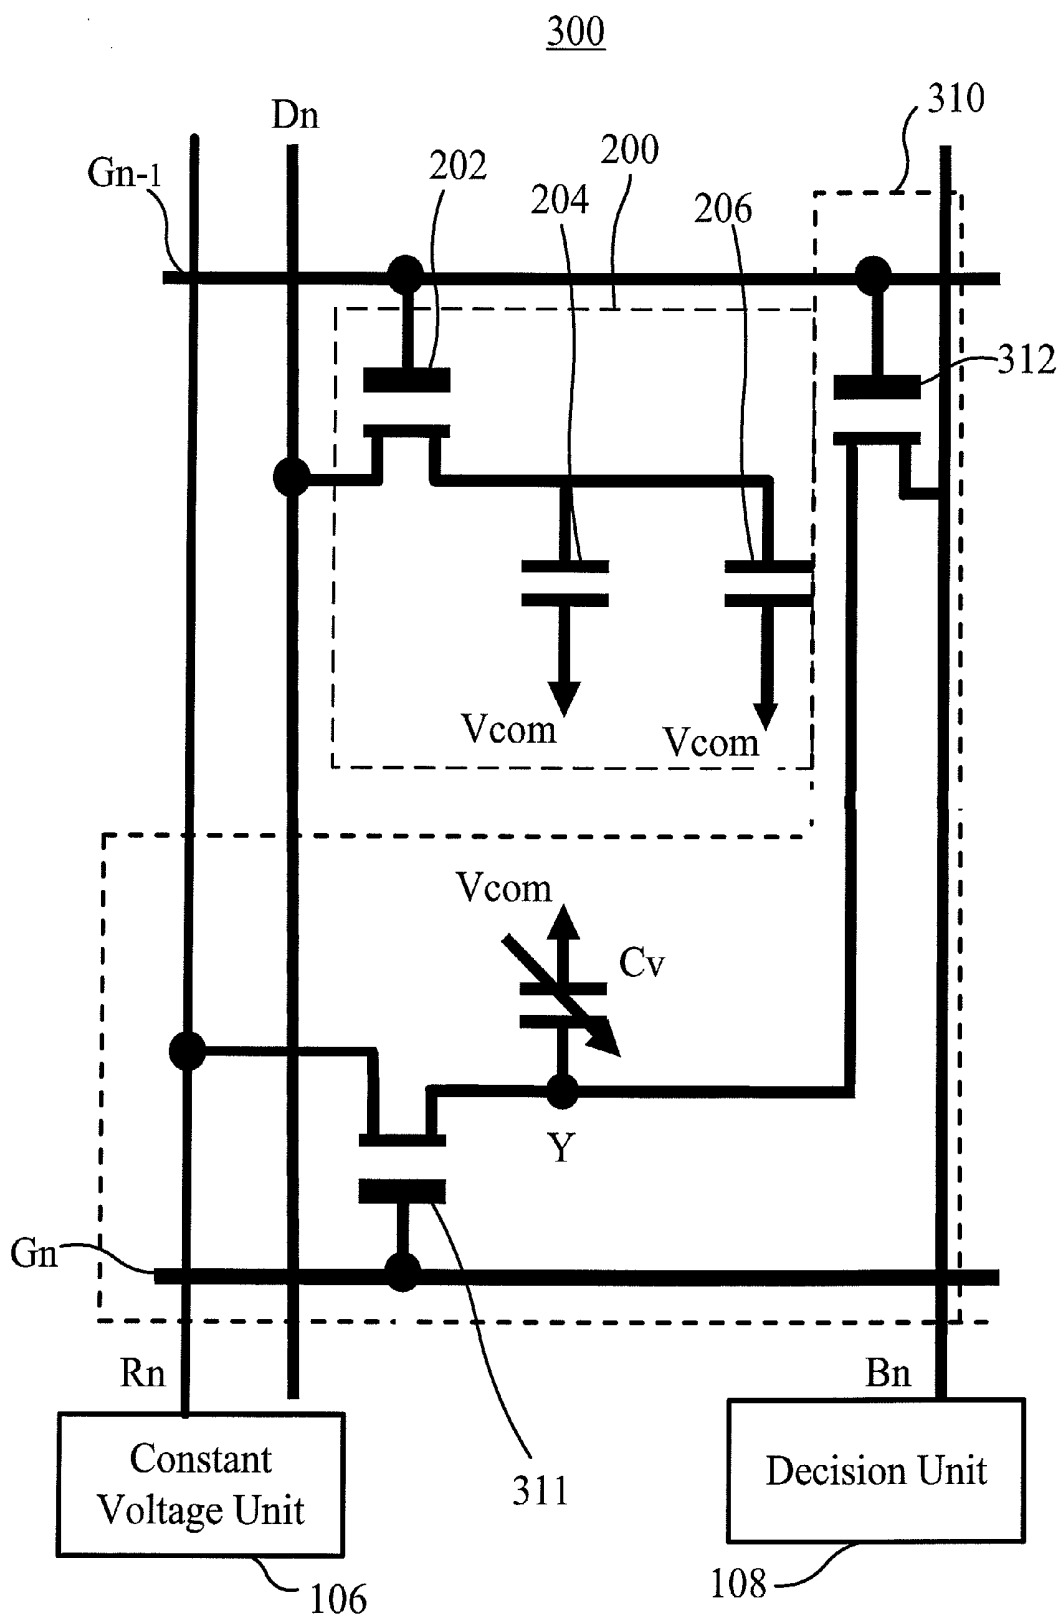 300
Dn
310
Gn-1
202
200
204
206
312
Vcom
Vcom
Vcom
Cv
Y
Gn
Rn
Bn
Constant
Voltage Unit
Decision Unit
311
106
108